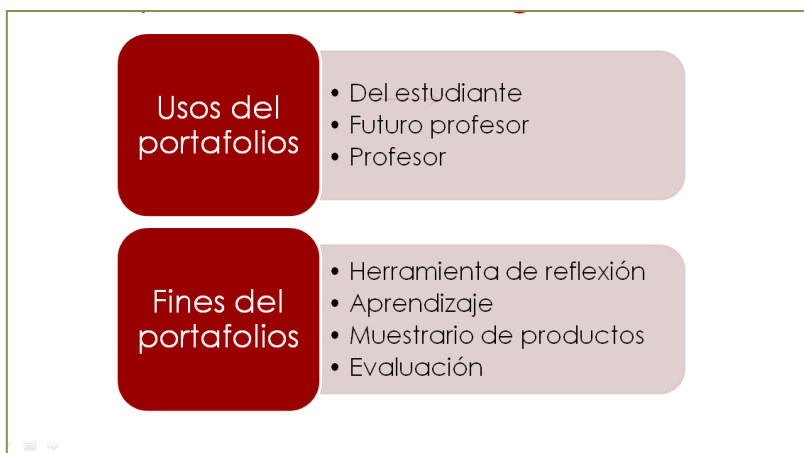 Usos del
portafolios
• Del estudiante
• Futuro profesor
• Profesor
Fines del
portafolios
• Herramienta de reflexión
• Aprendizaje
• Muestrario de productos
• Evaluación